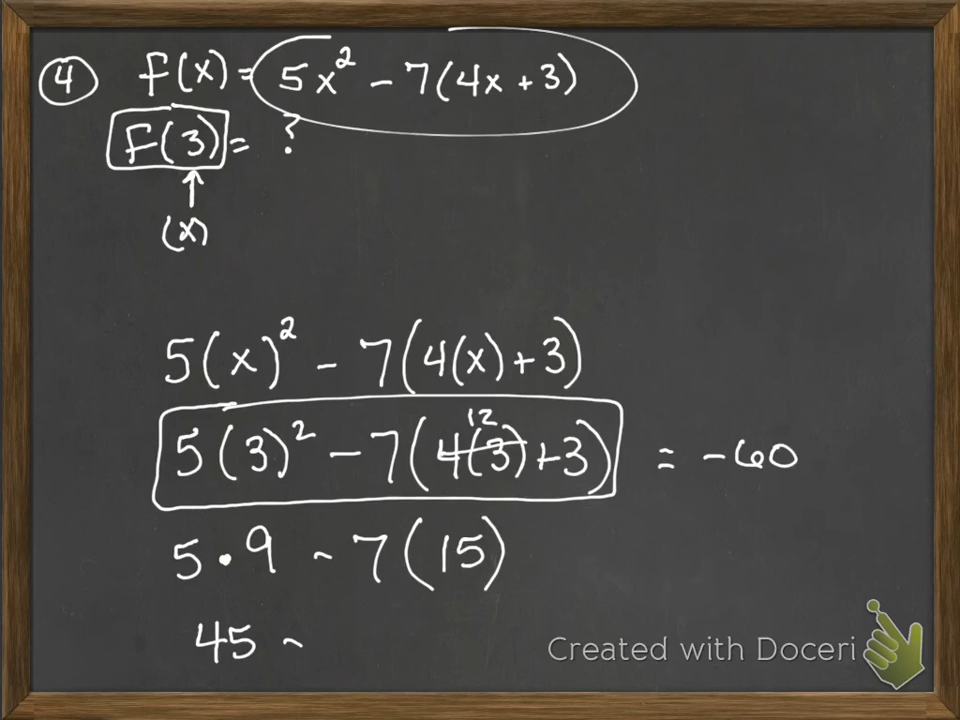 ④ f(x) = 5x² - 7(4x + 3)
f(3) = ?
(x)
5(x)² - 7(4(x) + 3)
12
5(3)² - 7(4(3) + 3) = -60
5 • 9 - 7(15)
45 -
Created with Doceri